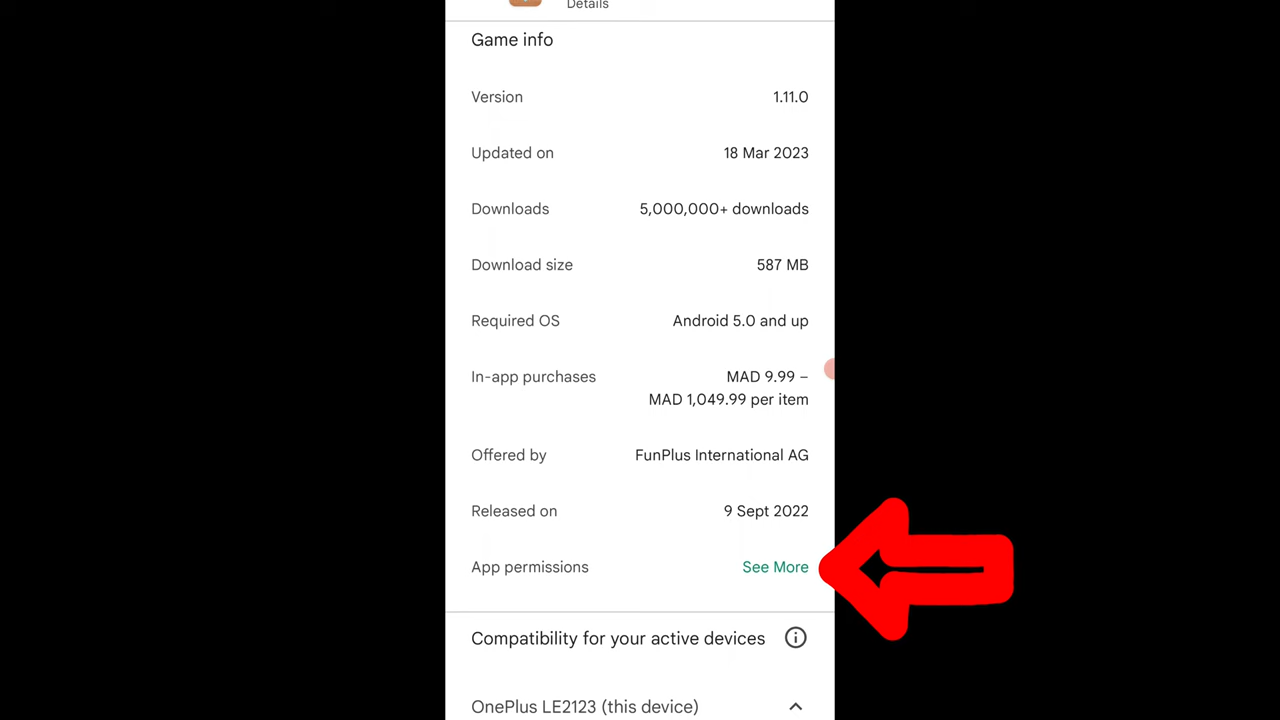 Details
Game info
Version 1.11.0
Updated on 18 Mar 2023
Downloads 5,000,000+ downloads
Download size 587 MB
Required OS Android 5.0 and up
In-app purchases MAD 9.99 –
MAD 1,049.99 per item
Offered by FunPlus International AG
Released on 9 Sept 2022
App permissions See More
Compatibility for your active devices
OnePlus LE2123 (this device)